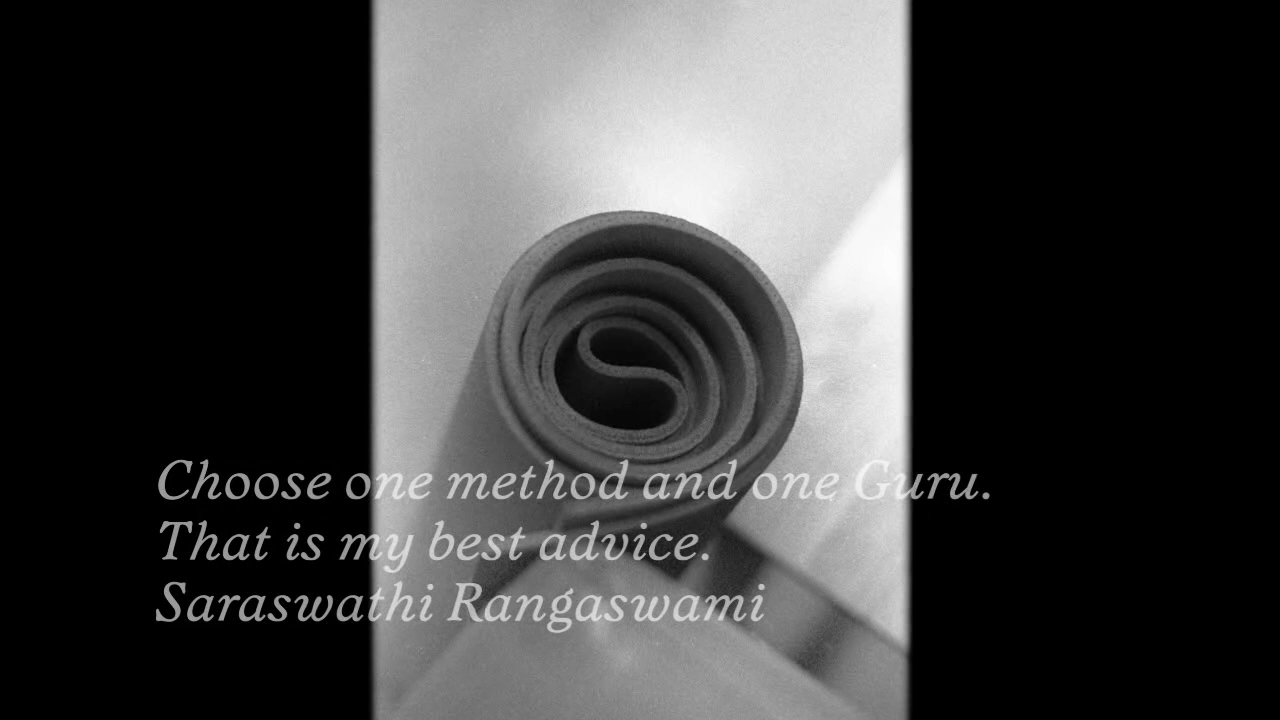 Choose one method and one Guru.
That is my best advice.
Saraswathi Rangaswami